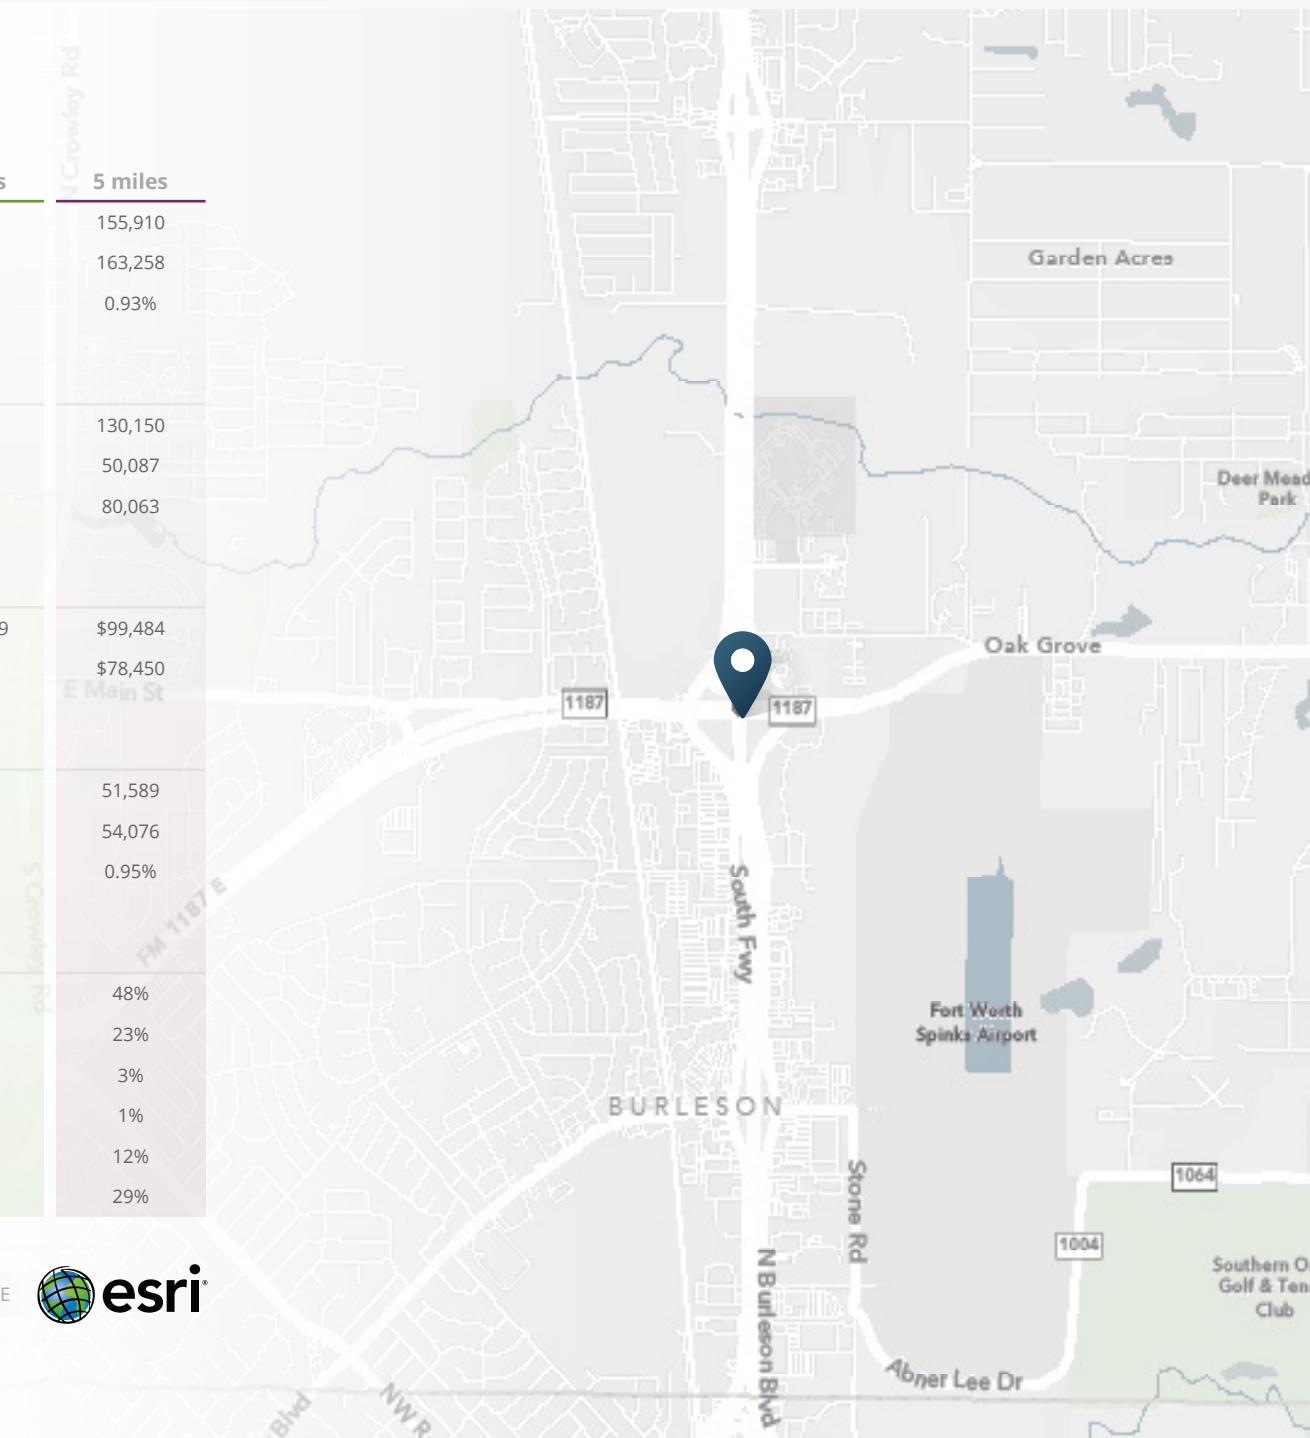 N Crowley Rd
s
5 miles
155,910
163,258
0.93%
Garden Acres
130,150
50,087
80,063
Deer Mead
Park
9
$99,484
$78,450
E Main St
1187
1187
Oak Grove
51,589
54,076
0.95%
FM 1187 E
S Crowley Rd
South Fwy
48%
23%
3%
1%
12%
29%
Fort Worth
Spinks Airport
BURLESON
Stone Rd
1064
1004
Southern O
Golf & Ten
Club
E
esri
N Burleson Blvd
Abner Lee Dr
Blvd
NW R